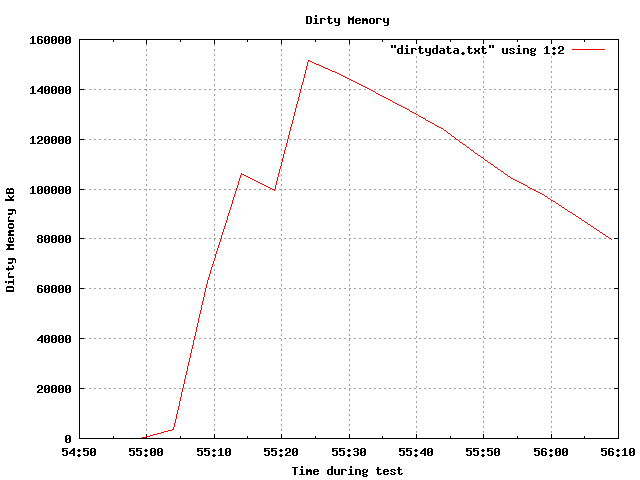 Dirty Memory
"dirtydata.txt" using 1:2
160000
140000
120000
100000
80000
60000
40000
20000
0
Dirty Memory kB
54:50 55:00 55:10 55:20 55:30 55:40 55:50 56:00 56:10
Time during test